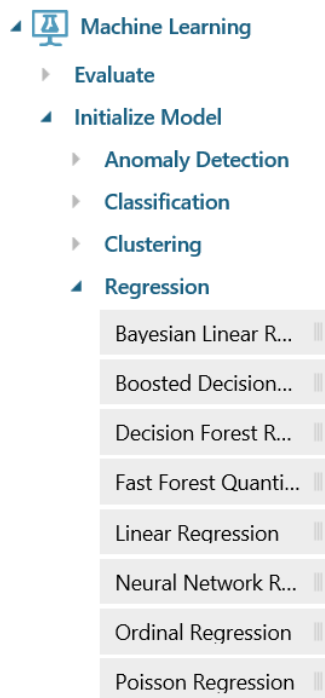 Machine Learning
Evaluate
Initialize Model
Anomaly Detection
Classification
Clustering
Regression
Bayesian Linear R...
Boosted Decision...
Decision Forest R...
Fast Forest Quanti...
Linear Regression
Neural Network R...
Ordinal Regression
Poisson Regression